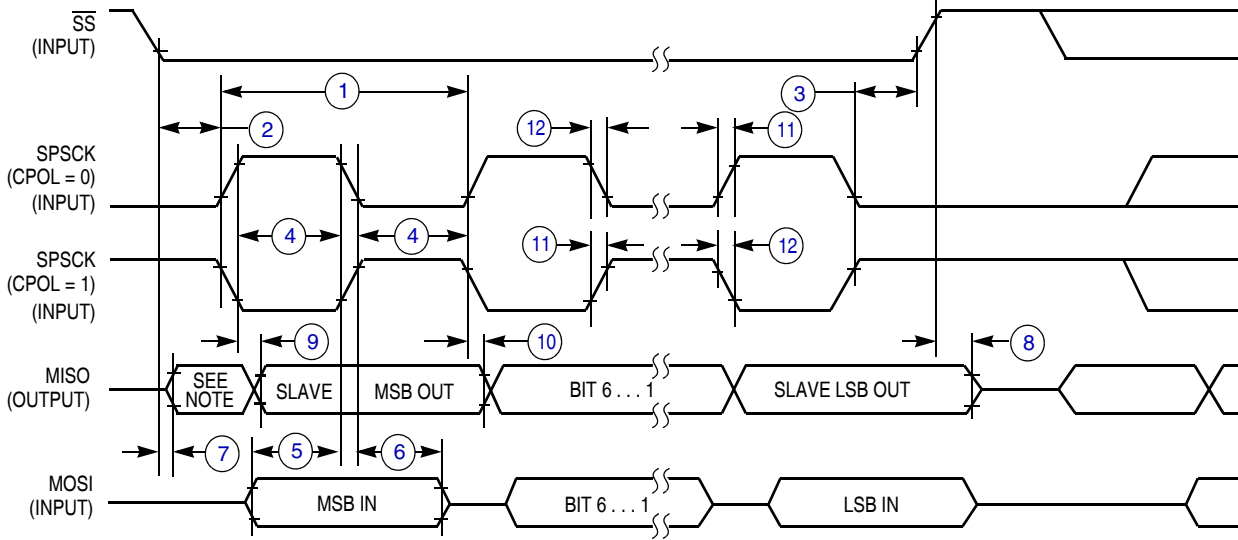 SS
(INPUT)
1
3
2
12
11
SPSCK
(CPOL = 0)
(INPUT)
4
4
11
12
SPSCK
(CPOL = 1)
(INPUT)
9
10
8
MISO
(OUTPUT)
SEE
NOTE
SLAVE
MSB OUT
BIT 6 . . . 1
SLAVE LSB OUT
7
5
6
MOSI
(INPUT)
MSB IN
BIT 6 . . . 1
LSB IN